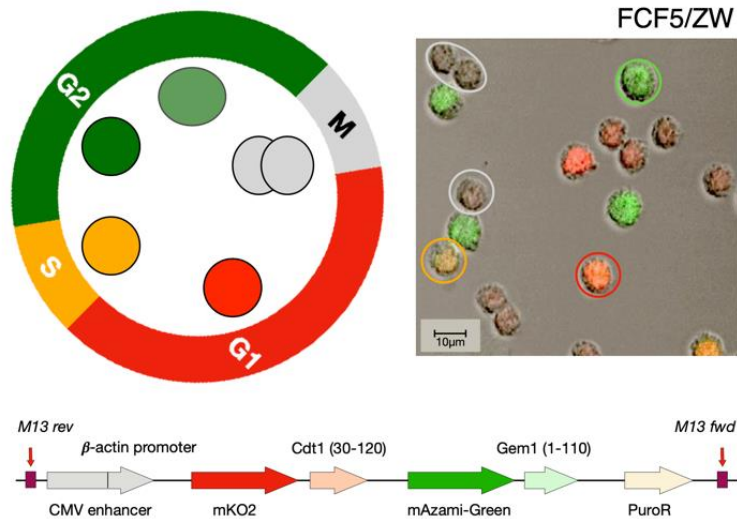 FCF5/ZW
G2
M
S
G1
10µm
M13 rev
M13 fwd
β-actin promoter
Cdt1 (30-120)
Gem1 (1-110)
CMV enhancer
mKO2
mAzami-Green
PuroR